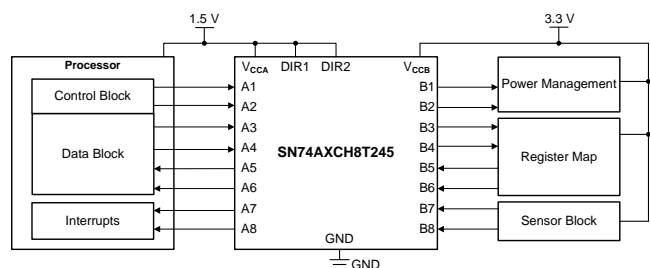 1.5 V
3.3 V
Processor
VCCA DIR1 DIR2 VCCB
Control Block
Data Block
Interrupts
A1
A2
A3
A4
A5
A6
A7
A8
SN74AXCH8T245
GND
B1
B2
B3
B4
B5
B6
B7
B8
Power Management
Register Map
Sensor Block
GND